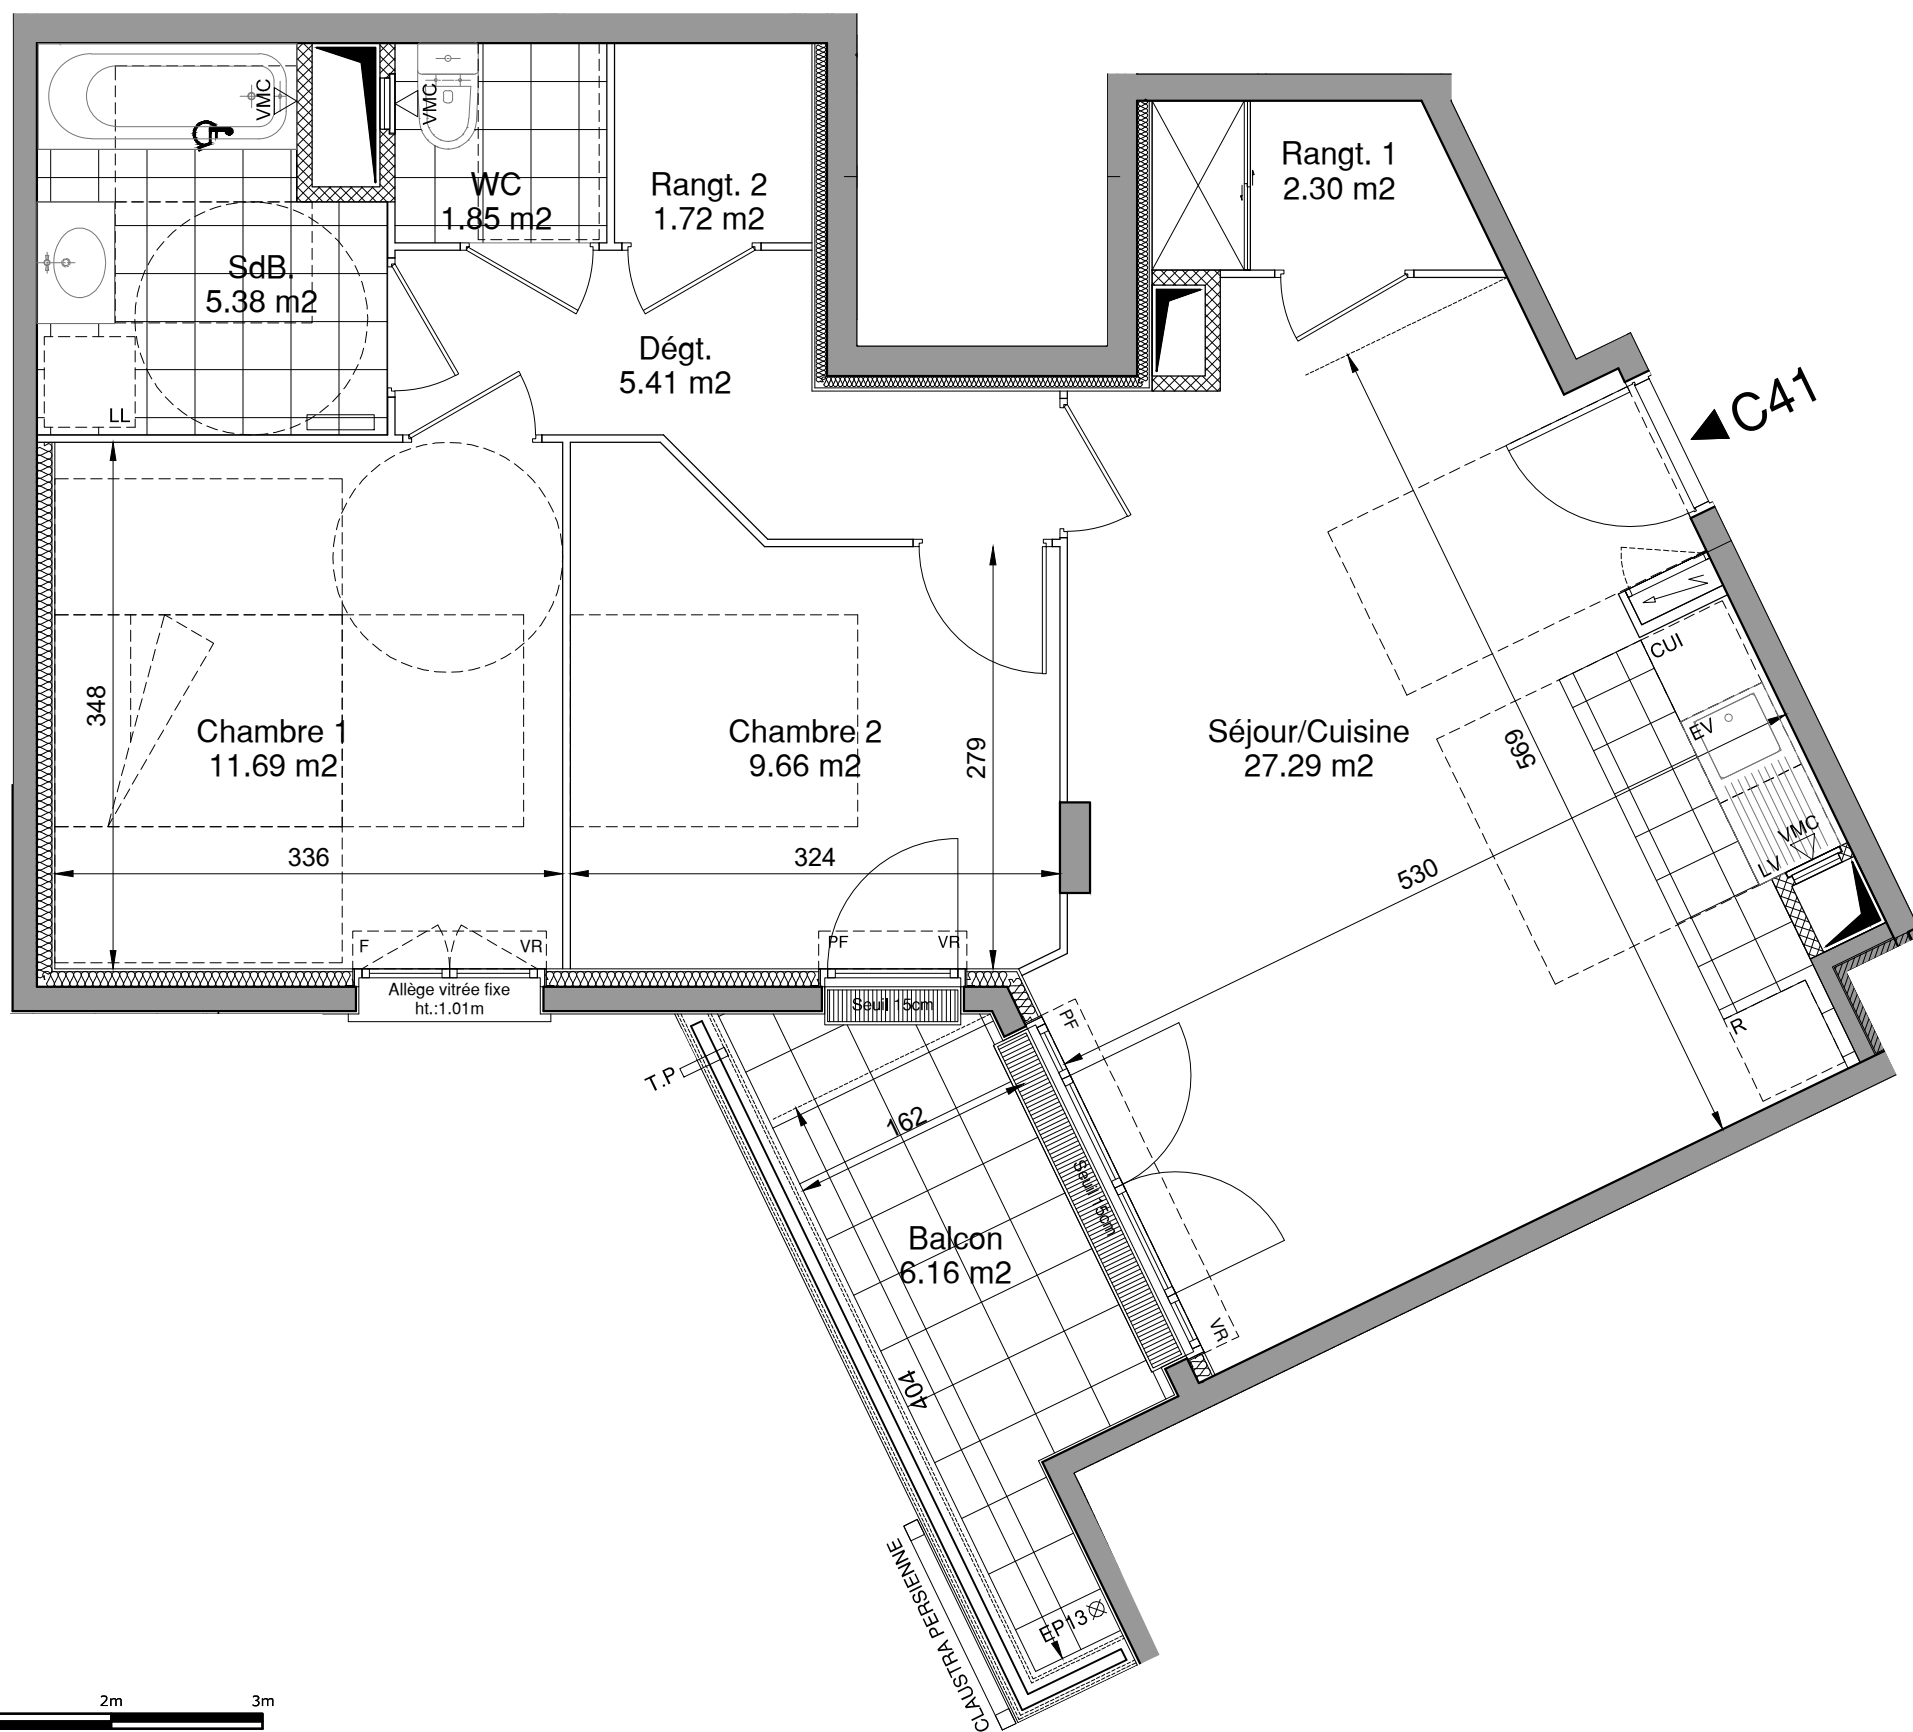 VMC
VMC
WC
1.85 m2
Rangt. 2
1.72 m2
Rangt. 1
2.30 m2
SdB.
5.38 m2
LL
Dégt.
5.41 m2
C41
CUI
EV
LV
VMC
R
Chambre 1
11.69 m2
348
336
Chambre 2
9.66 m2
279
324
Séjour/Cuisine
27.29 m2
569
530
F
VR
Allège vitrée fixe
ht.:1.01m
PF
VR
Seuil 15cm
PF
VR
Seuil 15cm
T.P
162
Balcon
6.16 m2
404
EP13
CLAUSTRA PERSIENNE
2m
3m